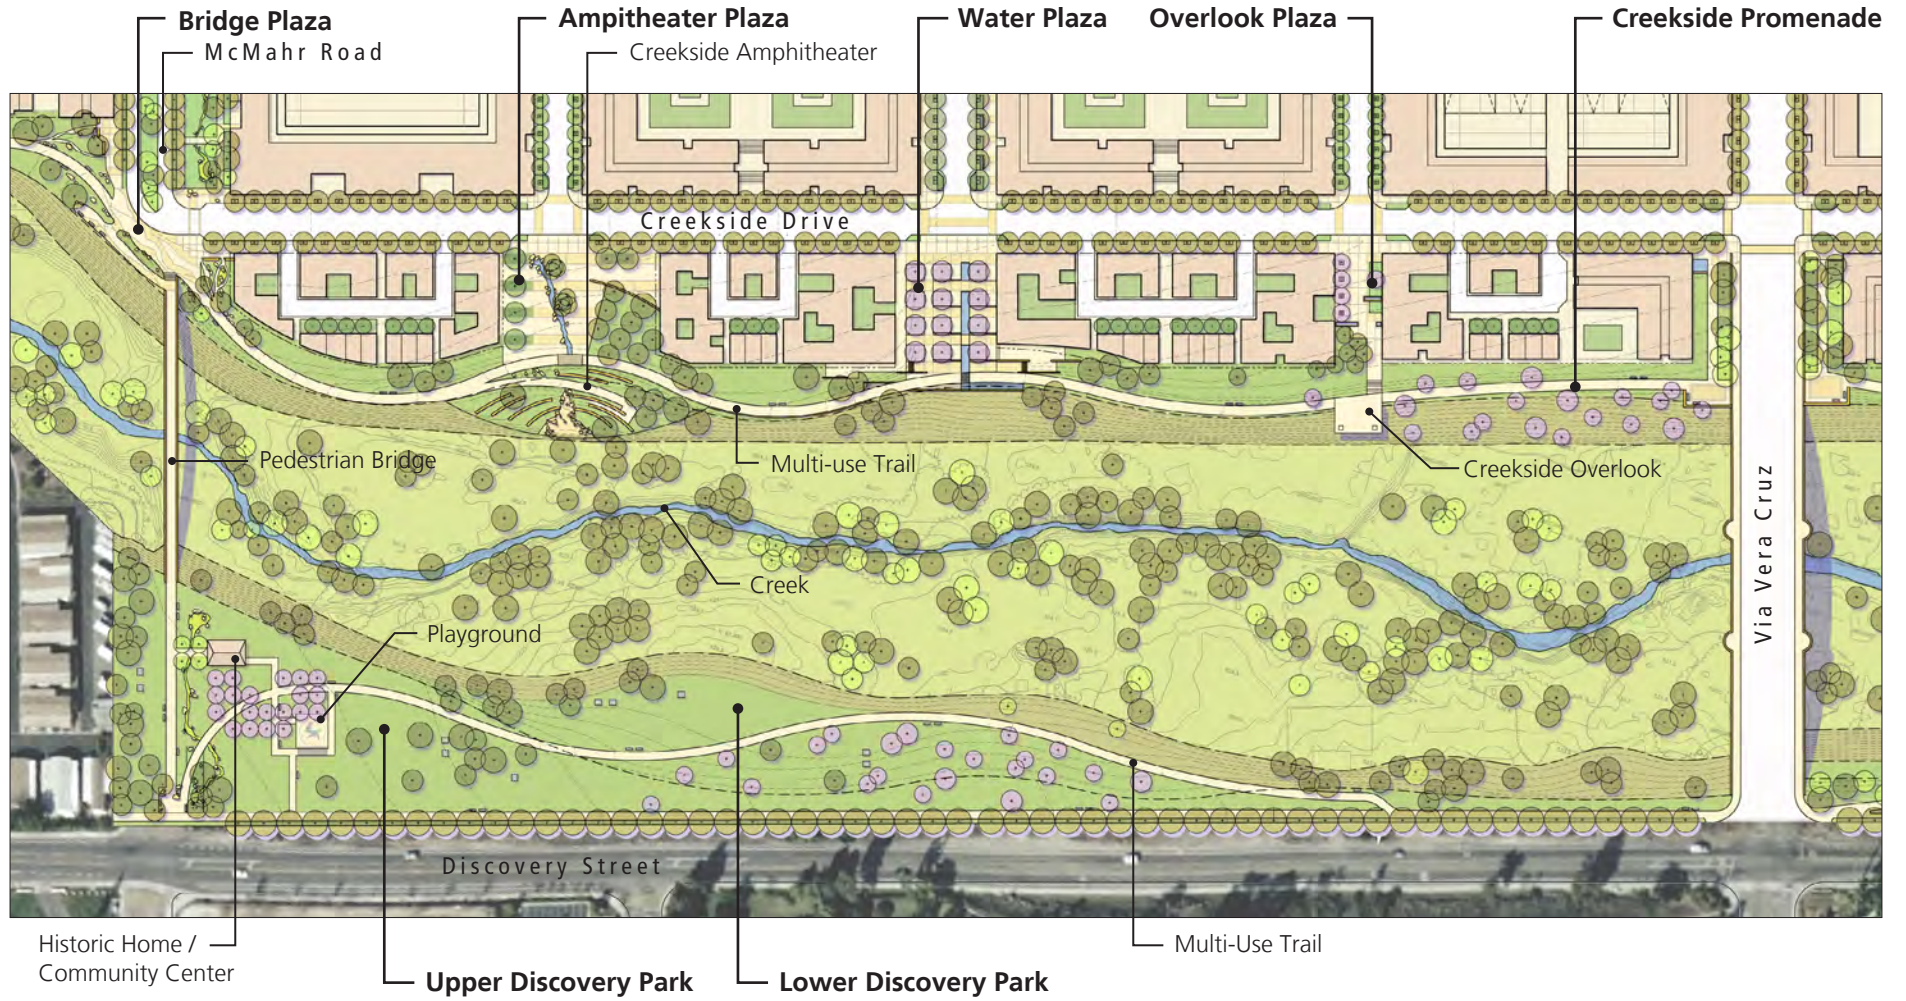 Bridge Plaza
McMahr Road
Ampitheater Plaza
Creekside Amphitheater
Water Plaza
Overlook Plaza
Creekside Promenade
Creekside Drive
Pedestrian Bridge
Multi-use Trail
Creekside Overlook
Via Vera Cruz
Creek
Playground
Discovery Street
Historic Home /
Community Center
Upper Discovery Park
Lower Discovery Park
Multi-Use Trail